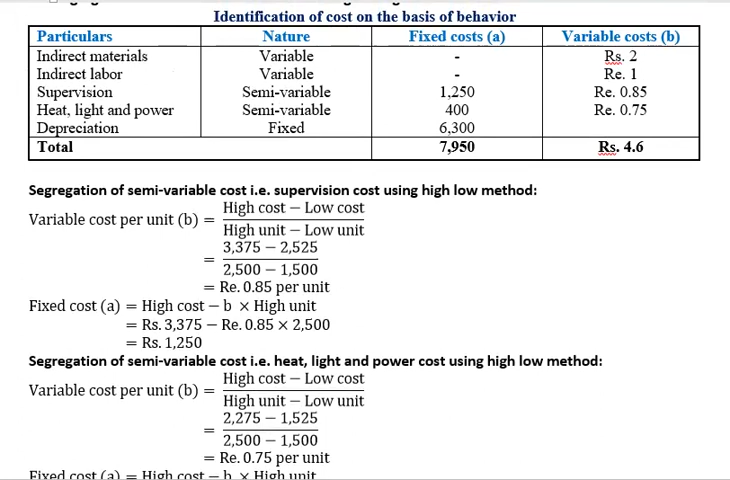 Identification of cost on the basis of behavior
Particulars Nature Fixed costs (a) Variable costs (b)
Indirect materials Variable - Rs. 2
Indirect labor Variable - Re. 1
Supervision Semi-variable 1,250 Re. 0.85
Heat, light and power Semi-variable 400 Re. 0.75
Depreciation Fixed 6,300
Total 7,950 Rs. 4.6
Segregation of semi-variable cost i.e. supervision cost using high low method:
Variable cost per unit (b) = High cost − Low cost
High unit − Low unit
= 3,375 − 2,525
2,500 − 1,500
= Re. 0.85 per unit
Fixed cost (a) = High cost − b × High unit
= Rs. 3,375 − Re. 0.85 × 2,500
= Rs. 1,250
Segregation of semi-variable cost i.e. heat, light and power cost using high low method:
Variable cost per unit (b) = High cost − Low cost
High unit − Low unit
= 2,275 − 1,525
2,500 − 1,500
= Re. 0.75 per unit
Fixed cost (a) = High cost − b × High unit